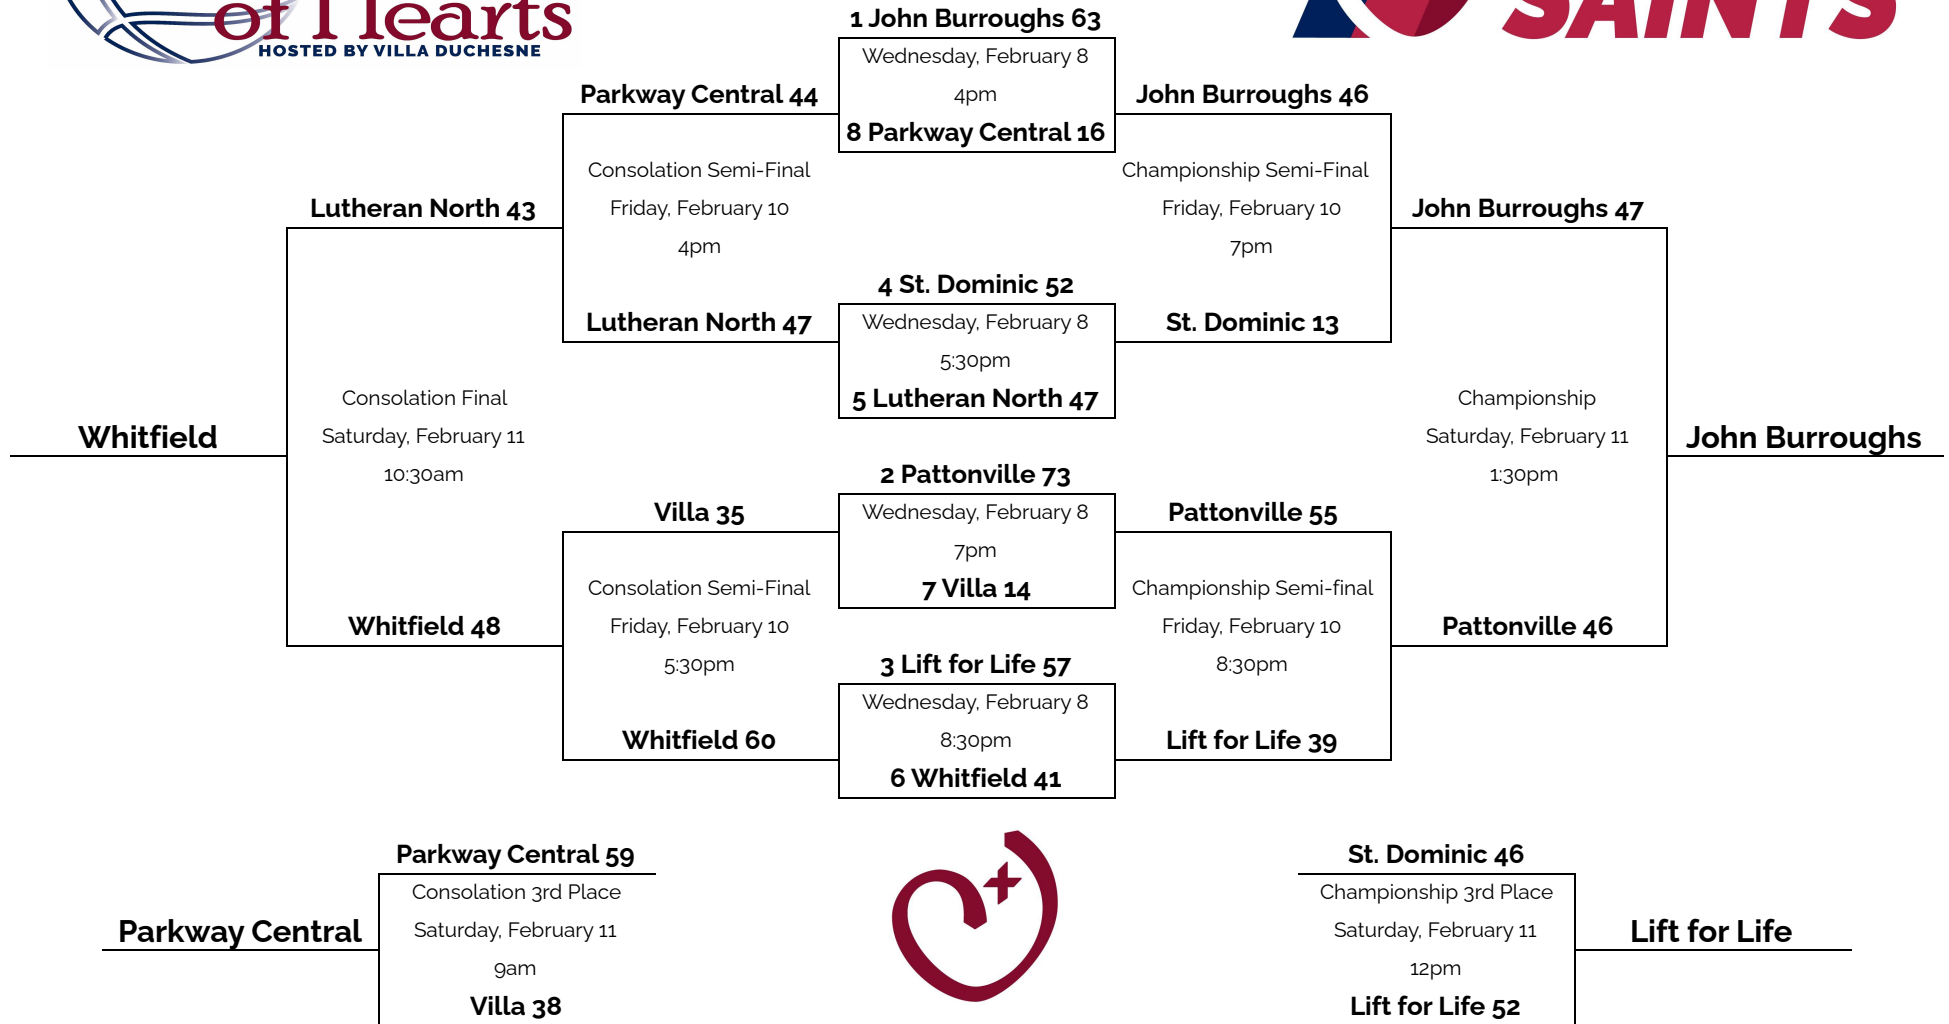 of Hearts
HOSTED BY VILLA DUCHESNE
SAINTS
1 John Burroughs 63
Wednesday, February 8
4pm
8 Parkway Central 16
Parkway Central 44
John Burroughs 46
Consolation Semi-Final
Friday, February 10
4pm
Championship Semi-Final
Friday, February 10
7pm
Lutheran North 43
John Burroughs 47
4 St. Dominic 52
Wednesday, February 8
5:30pm
5 Lutheran North 47
Lutheran North 47
St. Dominic 13
Consolation Final
Saturday, February 11
10:30am
Championship
Saturday, February 11
1:30pm
Whitfield
John Burroughs
2 Pattonville 73
Wednesday, February 8
7pm
7 Villa 14
Villa 35
Pattonville 55
Consolation Semi-Final
Friday, February 10
5:30pm
Championship Semi-final
Friday, February 10
8:30pm
Whitfield 48
Pattonville 46
3 Lift for Life 57
Wednesday, February 8
8:30pm
6 Whitfield 41
Whitfield 60
Lift for Life 39
Parkway Central 59
Consolation 3rd Place
Saturday, February 11
9am
Villa 38
Parkway Central
St. Dominic 46
Championship 3rd Place
Saturday, February 11
12pm
Lift for Life 52
Lift for Life